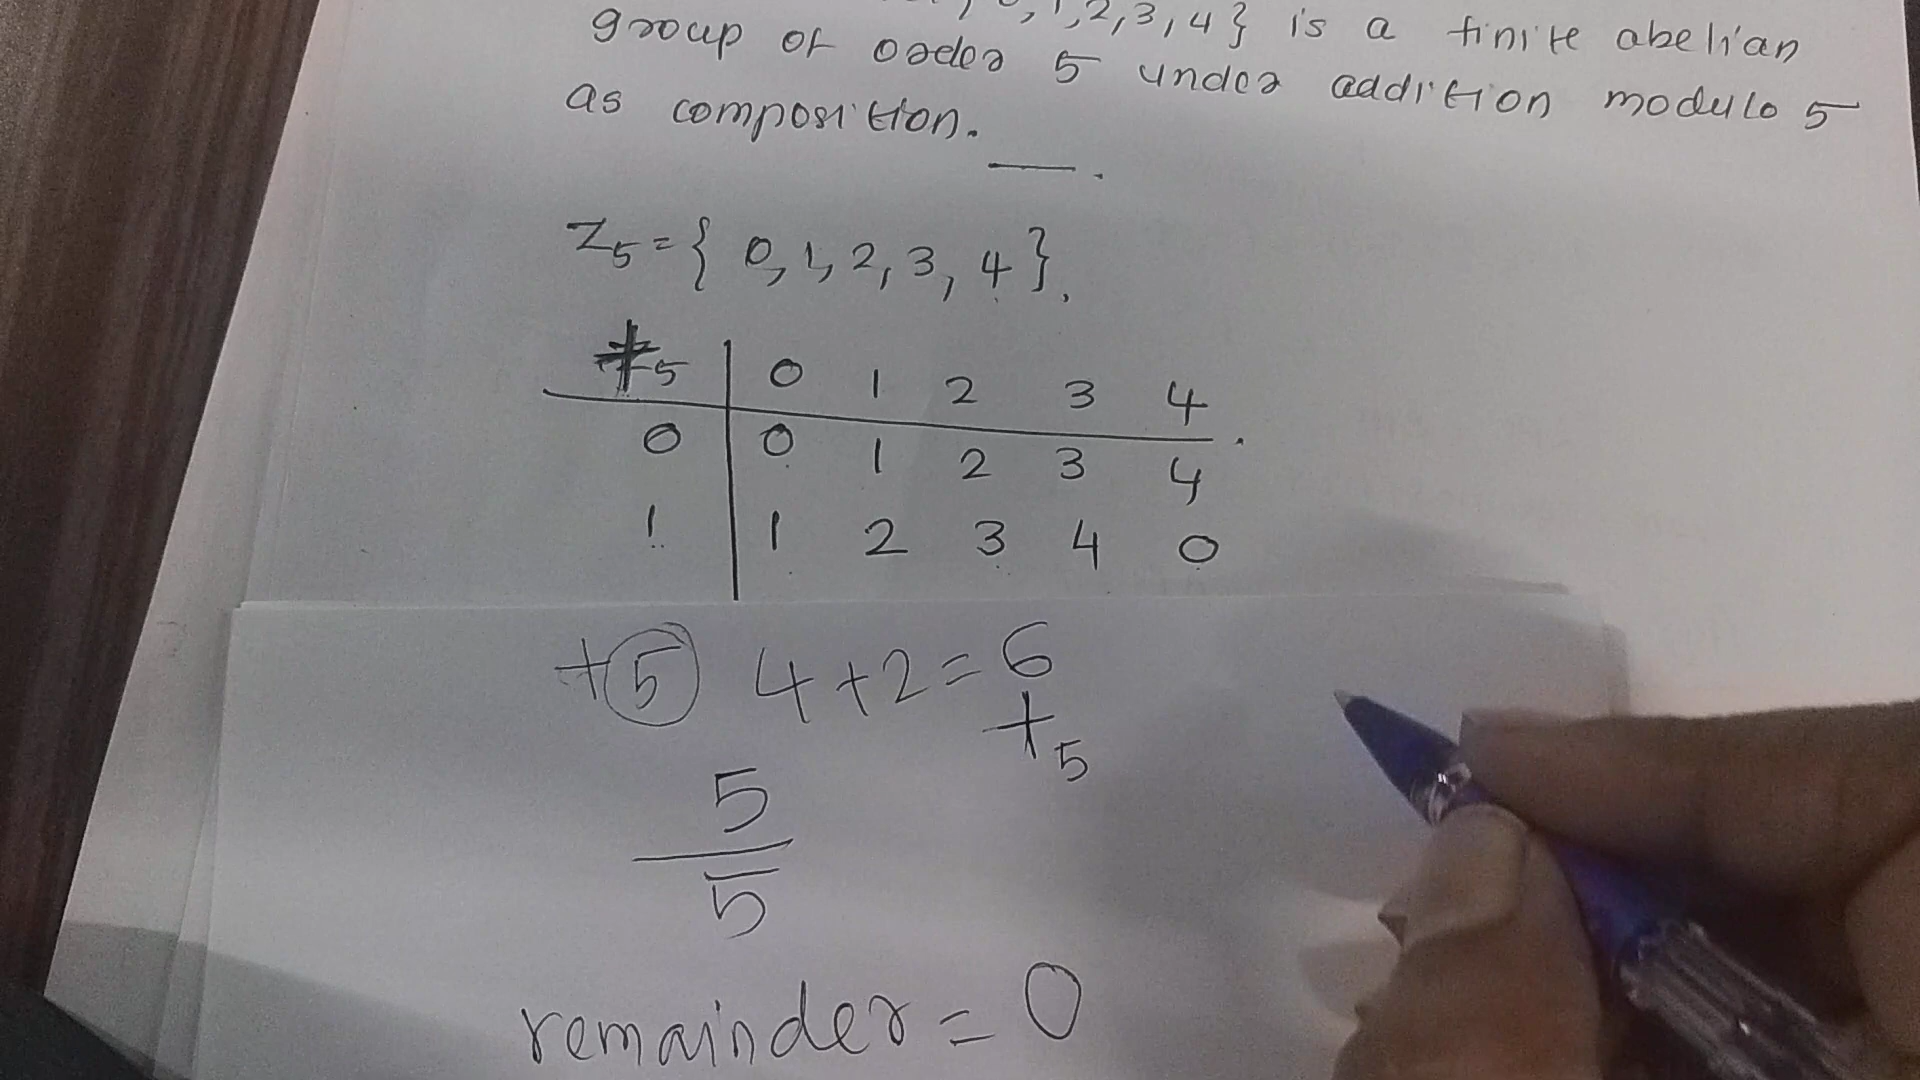 0, 1, 2, 3, 4} is a finite abelian
group of order 5 under addition modulo 5
as composition.
Z5 = { 0, 1, 2, 3, 4 }.
+5 | 0 1 2 3 4
0 | 0 1 2 3 4
1 | 1 2 3 4 0
+5 4 + 2 = 6
+5
5
5
remainder = 0